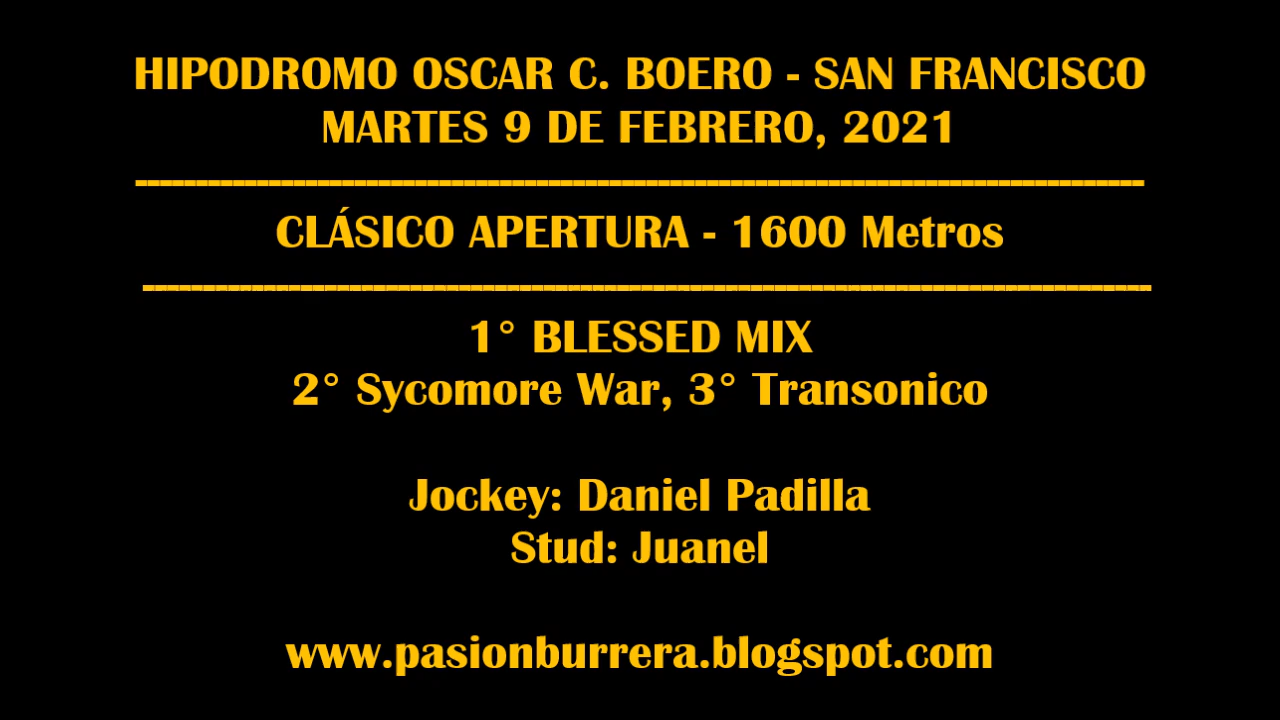 HIPODROMO OSCAR C. BOERO - SAN FRANCISCO
MARTES 9 DE FEBRERO, 2021
CLÁSICO APERTURA - 1600 Metros
1° BLESSED MIX
2° Sycomore War, 3° Transonico
Jockey: Daniel Padilla
Stud: Juanel
www.pasionburrera.blogspot.com